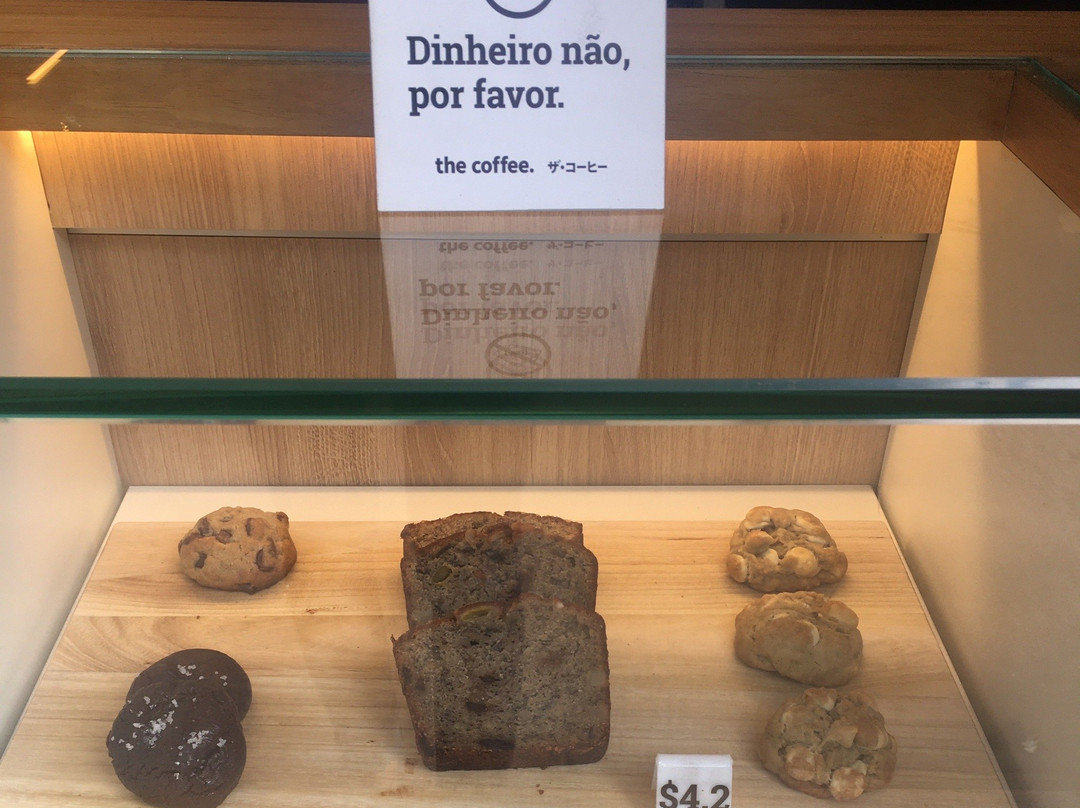 Dinheiro não,
por favor.
the coffee. ザ・コーヒー
$4.2